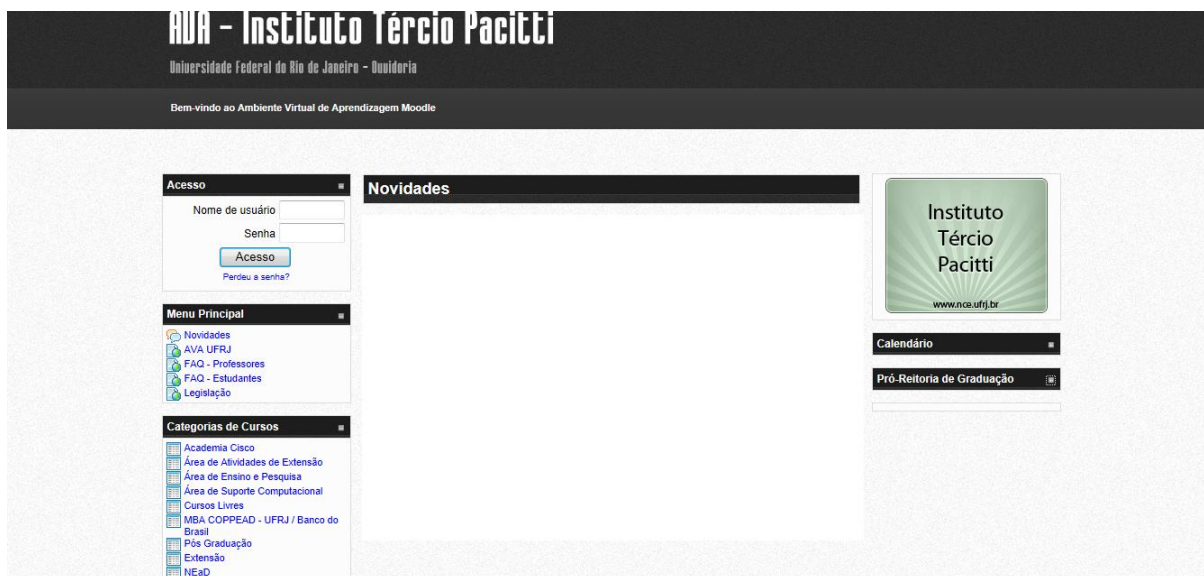 AVA - Instituto Tércio Pacitti
Universidade Federal do Rio de Janeiro - Ouvidoria
Bem-vindo ao Ambiente Virtual de Aprendizagem Moodle
Acesso
Nome de usuário
Senha
Acesso
Perdeu a senha?
Menu Principal
Novidades
AVA UFRJ
FAQ - Professores
FAQ - Estudantes
Legislação
Categorias de Cursos
Academia Cisco
Área de Atividades de Extensão
Área de Ensino e Pesquisa
Área de Suporte Computacional
Cursos Livres
MBA COPPEAD - UFRJ / Banco do
Brasil
Pós Graduação
Extensão
NEaD
Novidades
Instituto
Tércio
Pacitti
www.nce.ufrj.br
Calendário
Pró-Reitoria de Graduação